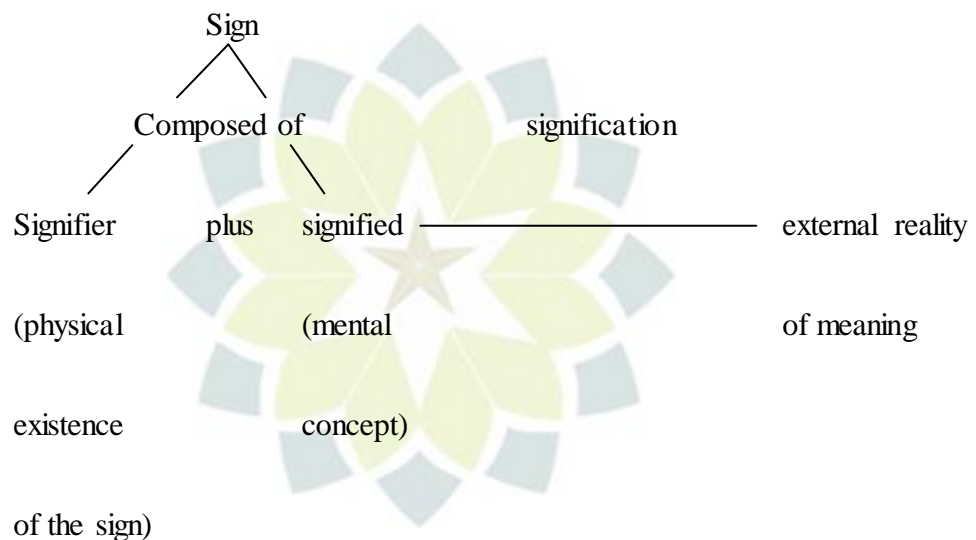 Sign
Composed of signification
Signifier plus signified external reality
(physical (mental of meaning
existence concept)
of the sign)